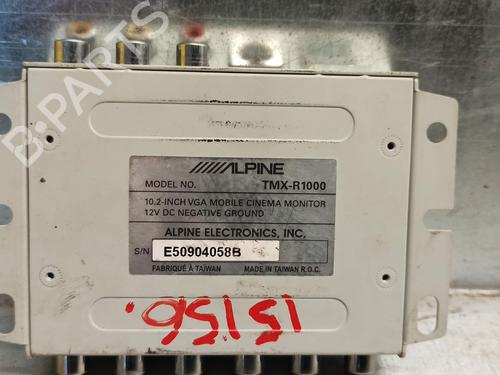 B-PARTS
ALPINE
MODEL NO. TMX-R1000
10.2-INCH VGA MOBILE CINEMA MONITOR
12V DC NEGATIVE GROUND
ALPINE ELECTRONICS, INC.
S/N E50904058B
FABRIQUÉ À TAIWAN MADE IN TAIWAN R.O.C.
15156.